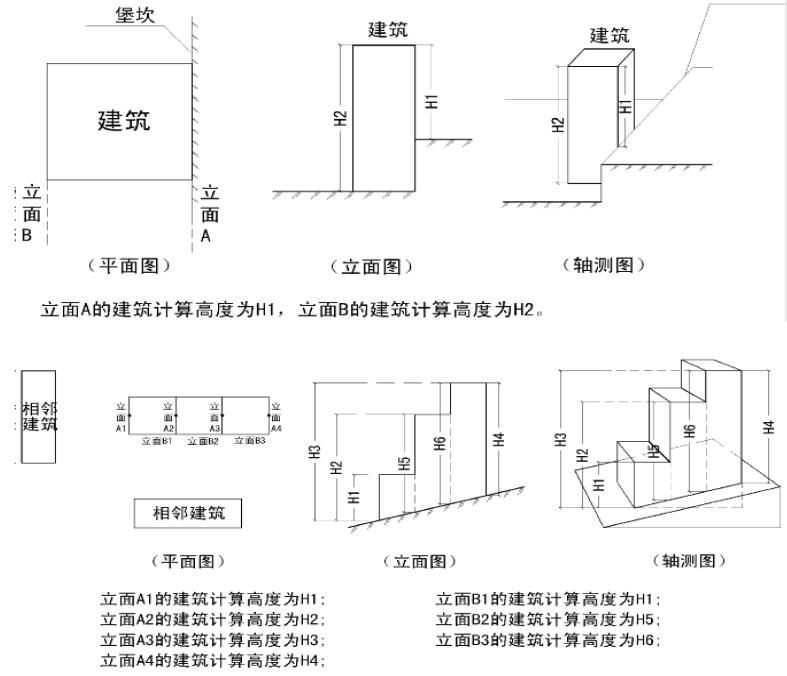 堡坎
建筑
立面B
立面A
（平面图）
建筑
H2
H1
（立面图）
建筑
H2
H1
（轴测图）
立面A的建筑计算高度为H1，立面B的建筑计算高度为H2。
相邻
建筑
立面A1
立面A2
立面A3
立面A4
立面B1
立面B2
立面B3
相邻建筑
（平面图）
H3
H2
H1
H5
H6
H4
（立面图）
H3
H2
H1
H5
H6
H4
（轴测图）
立面A1的建筑计算高度为H1；
立面A2的建筑计算高度为H2；
立面A3的建筑计算高度为H3；
立面A4的建筑计算高度为H4；
立面B1的建筑计算高度为H1；
立面B2的建筑计算高度为H5；
立面B3的建筑计算高度为H6；